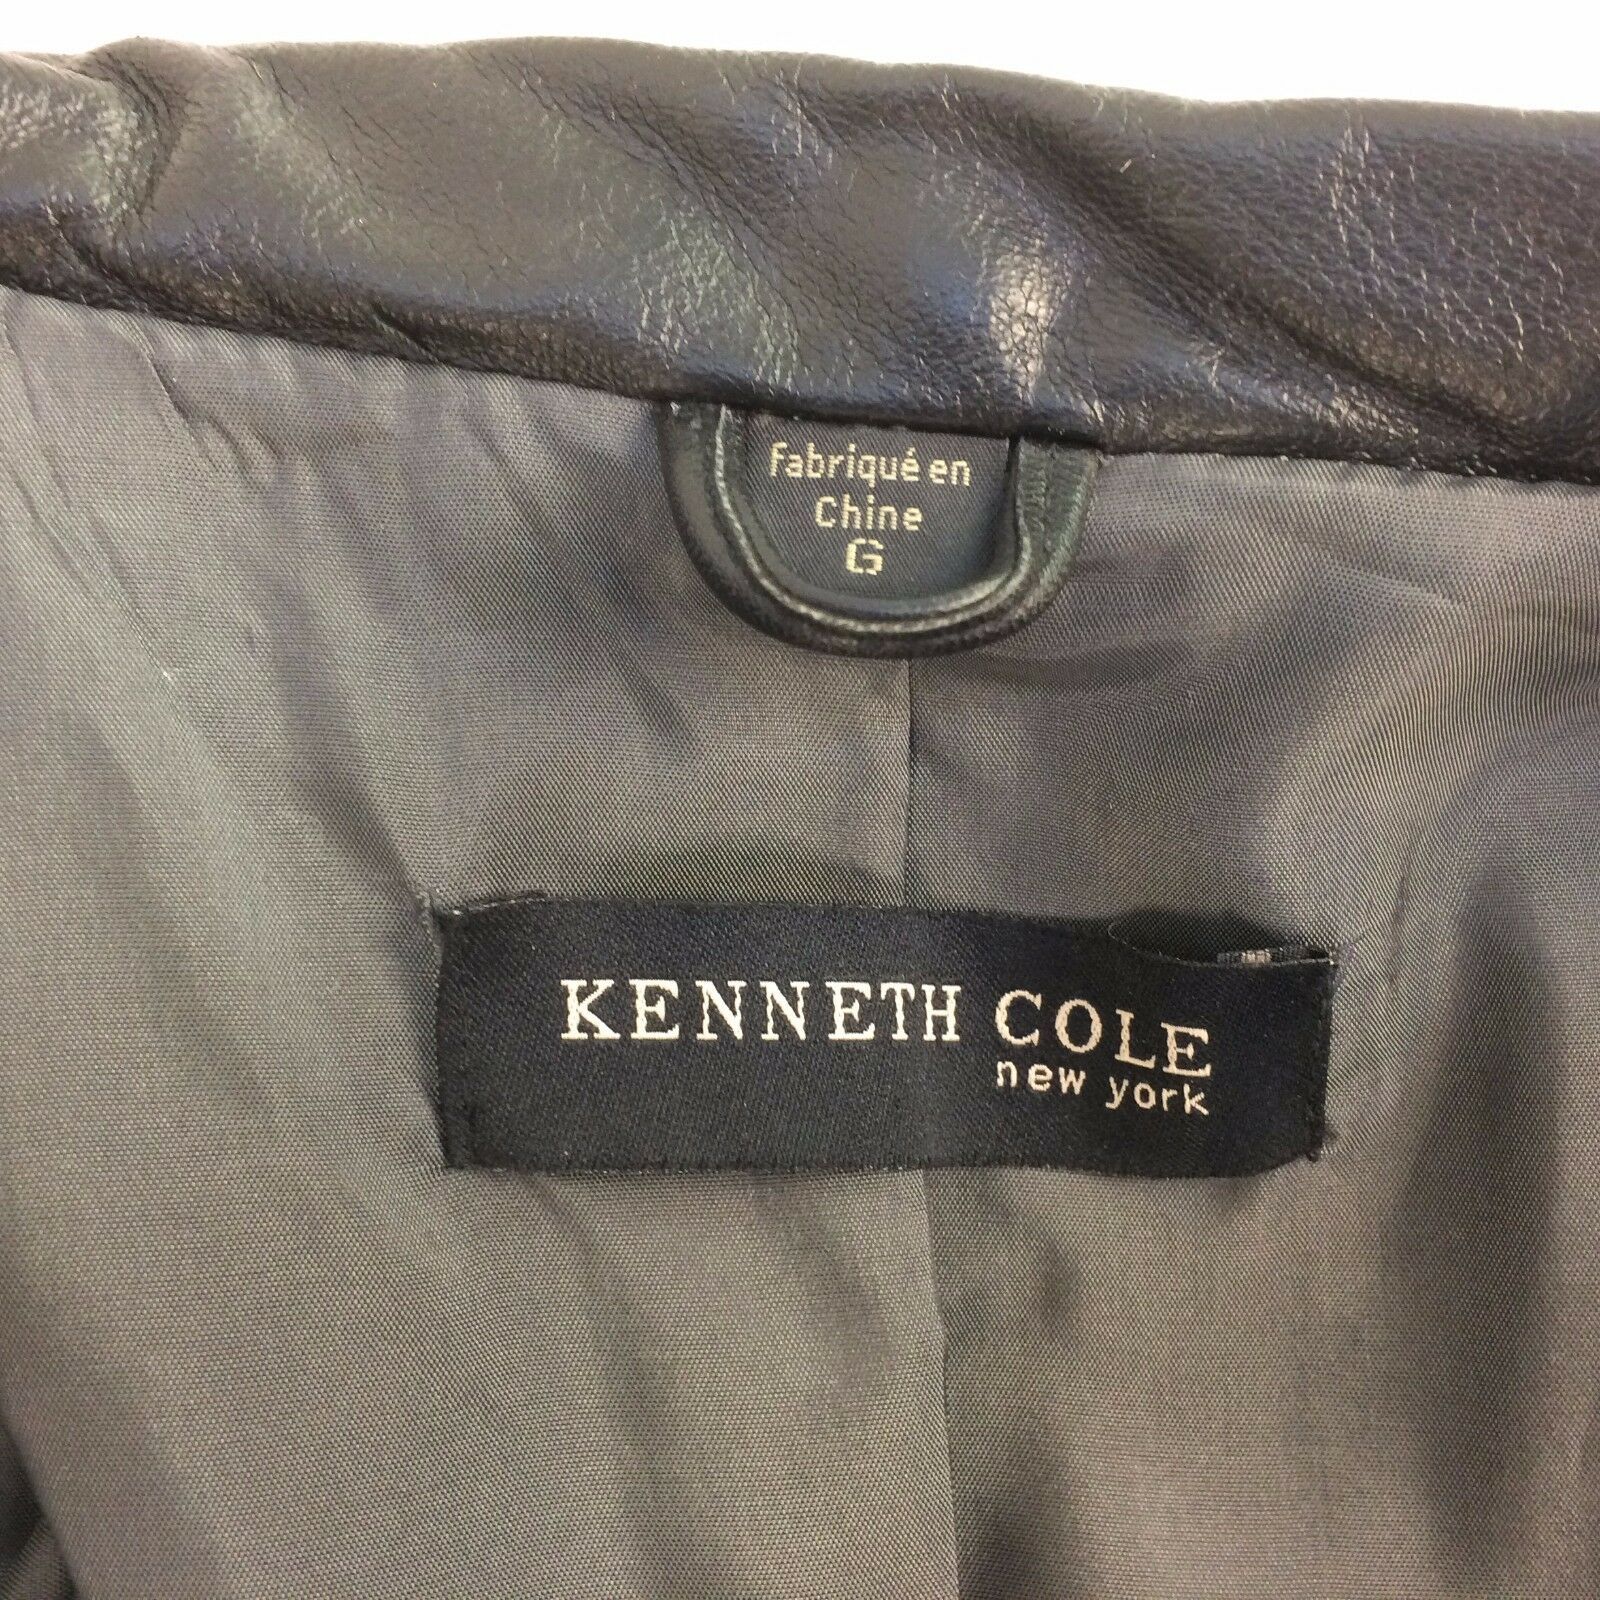 Fabriqué en
Chine
G
KENNETH COLE
new york